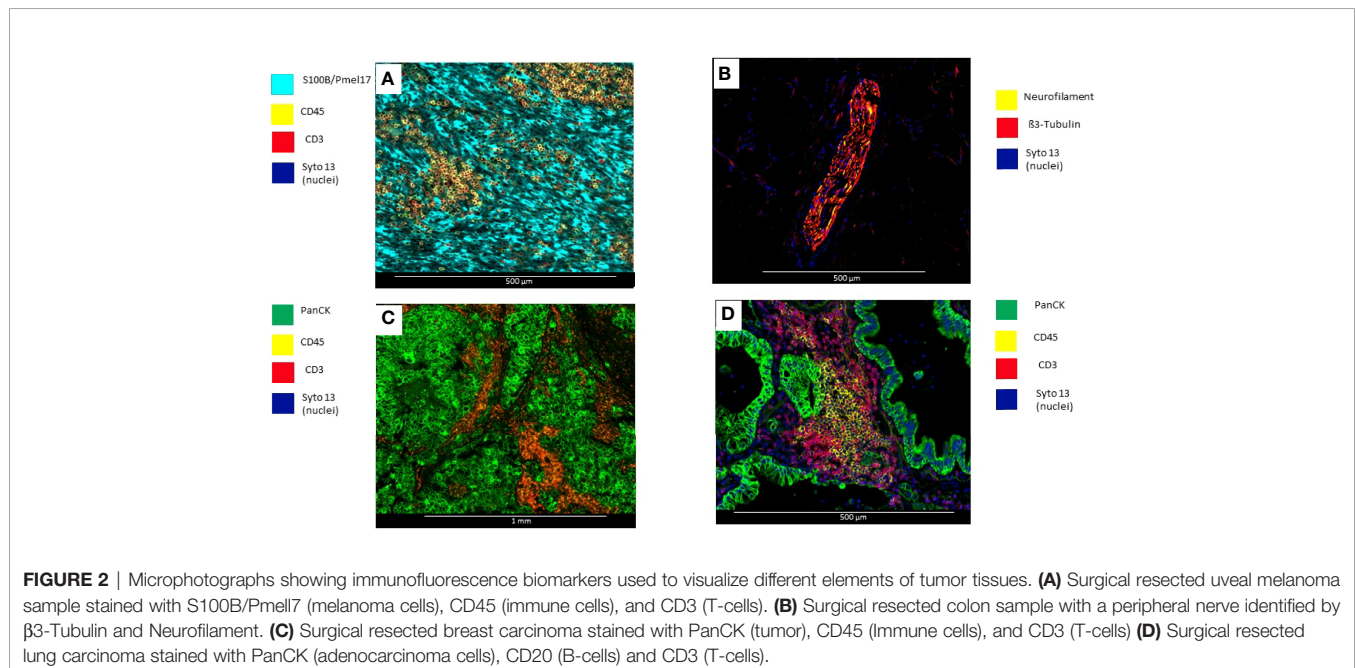 S100B/Pmel17
CD45
CD3
Syto 13
(nuclei)
A
500 µm
B
500 µm
Neurofilament
ß3-Tubulin
Syto 13
(nuclei)
PanCK
CD45
CD3
Syto 13
(nuclei)
C
1 mm
D
500 µm
PanCK
CD45
CD3
Syto 13
(nuclei)
FIGURE 2 | Microphotographs showing immunofluorescence biomarkers used to visualize different elements of tumor tissues. (A) Surgical resected uveal melanoma
sample stained with S100B/Pmell7 (melanoma cells), CD45 (immune cells), and CD3 (T-cells). (B) Surgical resected colon sample with a peripheral nerve identified by
β3-Tubulin and Neurofilament. (C) Surgical resected breast carcinoma stained with PanCK (tumor), CD45 (Immune cells), and CD3 (T-cells) (D) Surgical resected
lung carcinoma stained with PanCK (adenocarcinoma cells), CD20 (B-cells) and CD3 (T-cells).